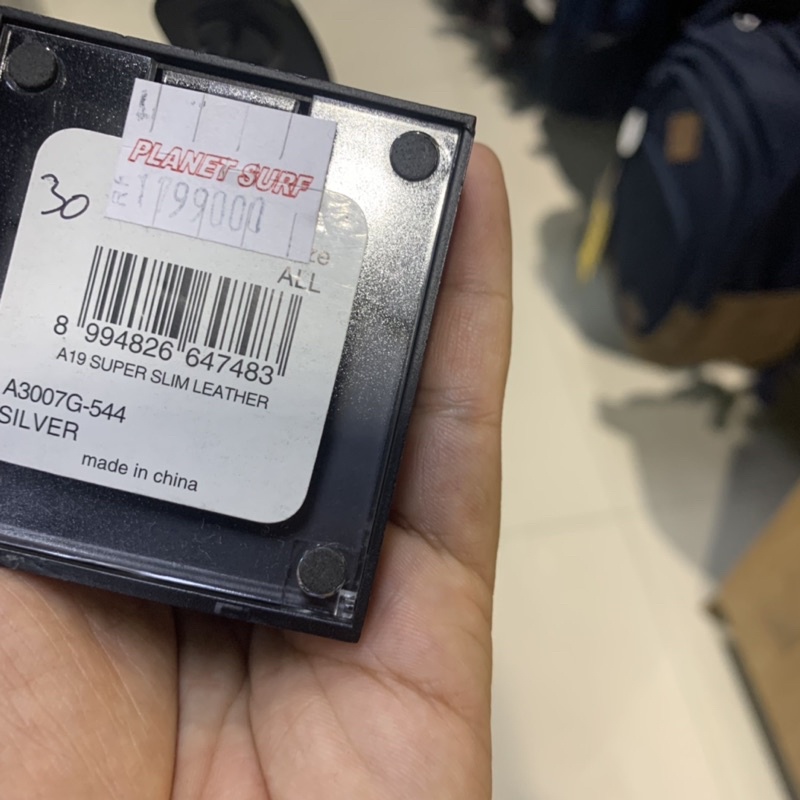 PLANET SURF
1199000
30
ALL
8 994826 647483
A19 SUPER SLIM LEATHER
A3007G-544
SILVER
made in china